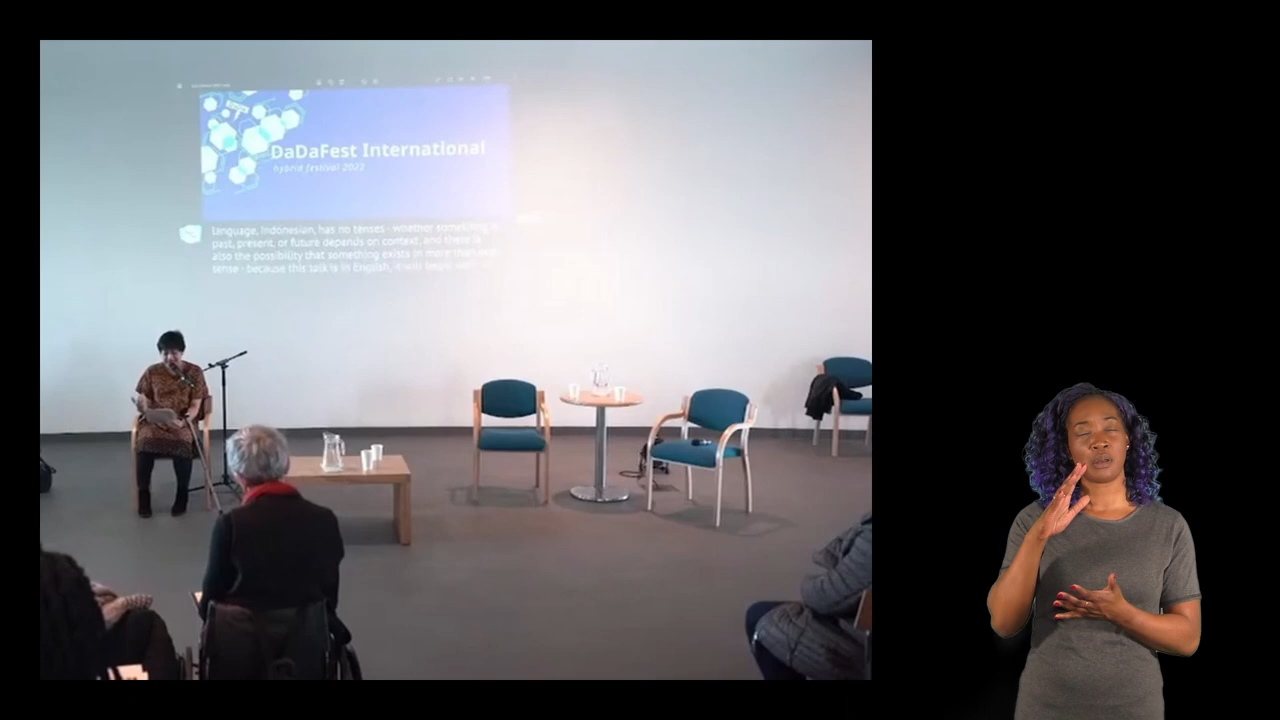 DaDaFest International
hybrid festival 2022
language, Indonesian, has no tenses - whether something is
past, present, or future depends on context, and there is
also the possibility that something exists in more than one
tense - because this talk is in English, it will